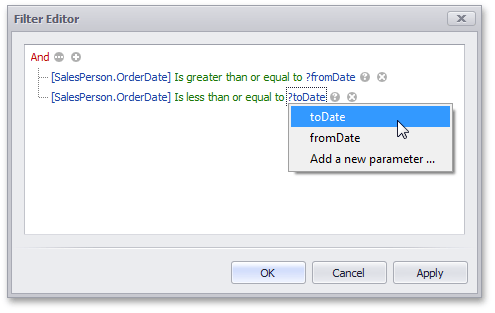 Filter Editor
And
[SalesPerson.OrderDate] Is greater than or equal to ?fromDate
[SalesPerson.OrderDate] Is less than or equal to ?toDate
toDate
fromDate
Add a new parameter ...
OK Cancel Apply